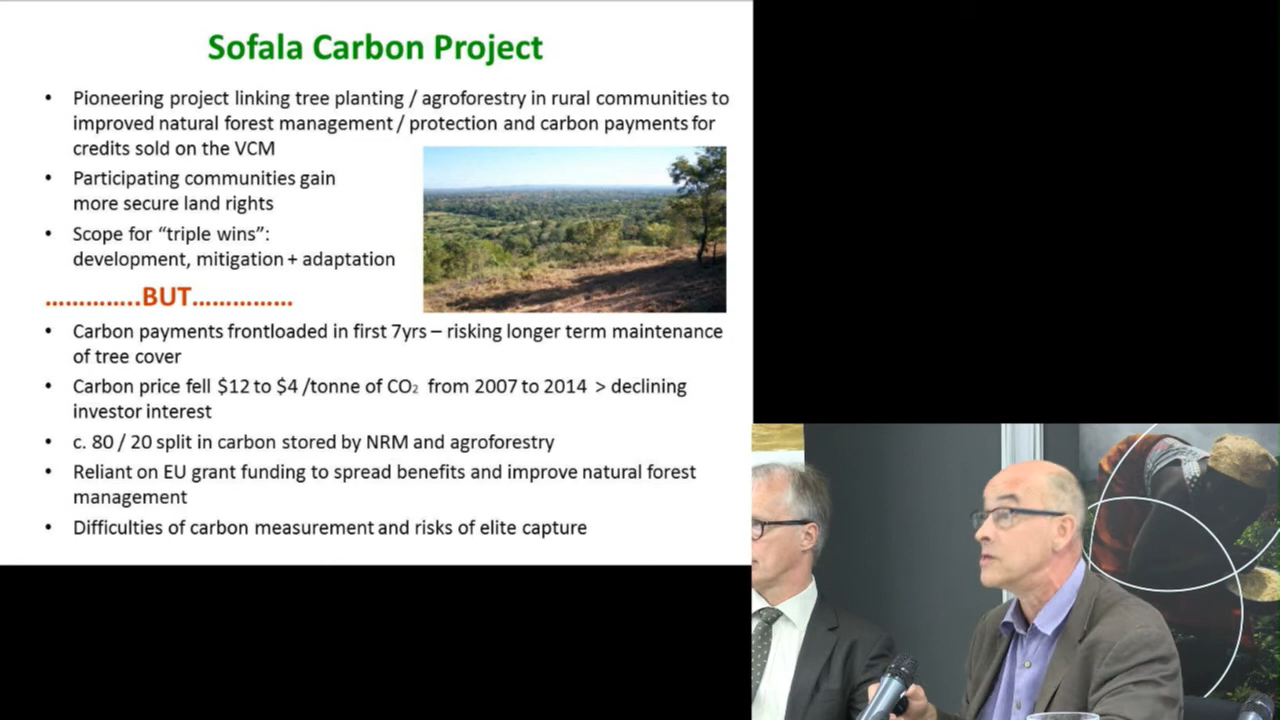 Sofala Carbon Project
• Pioneering project linking tree planting / agroforestry in rural communities to
improved natural forest management / protection and carbon payments for
credits sold on the VCM
• Participating communities gain
more secure land rights
• Scope for “triple wins”:
development, mitigation + adaptation
…………..BUT……………
• Carbon payments frontloaded in first 7yrs – risking longer term maintenance
of tree cover
• Carbon price fell $12 to $4 /tonne of CO₂ from 2007 to 2014 > declining
investor interest
• c. 80 / 20 split in carbon stored by NRM and agroforestry
• Reliant on EU grant funding to spread benefits and improve natural forest
management
• Difficulties of carbon measurement and risks of elite capture